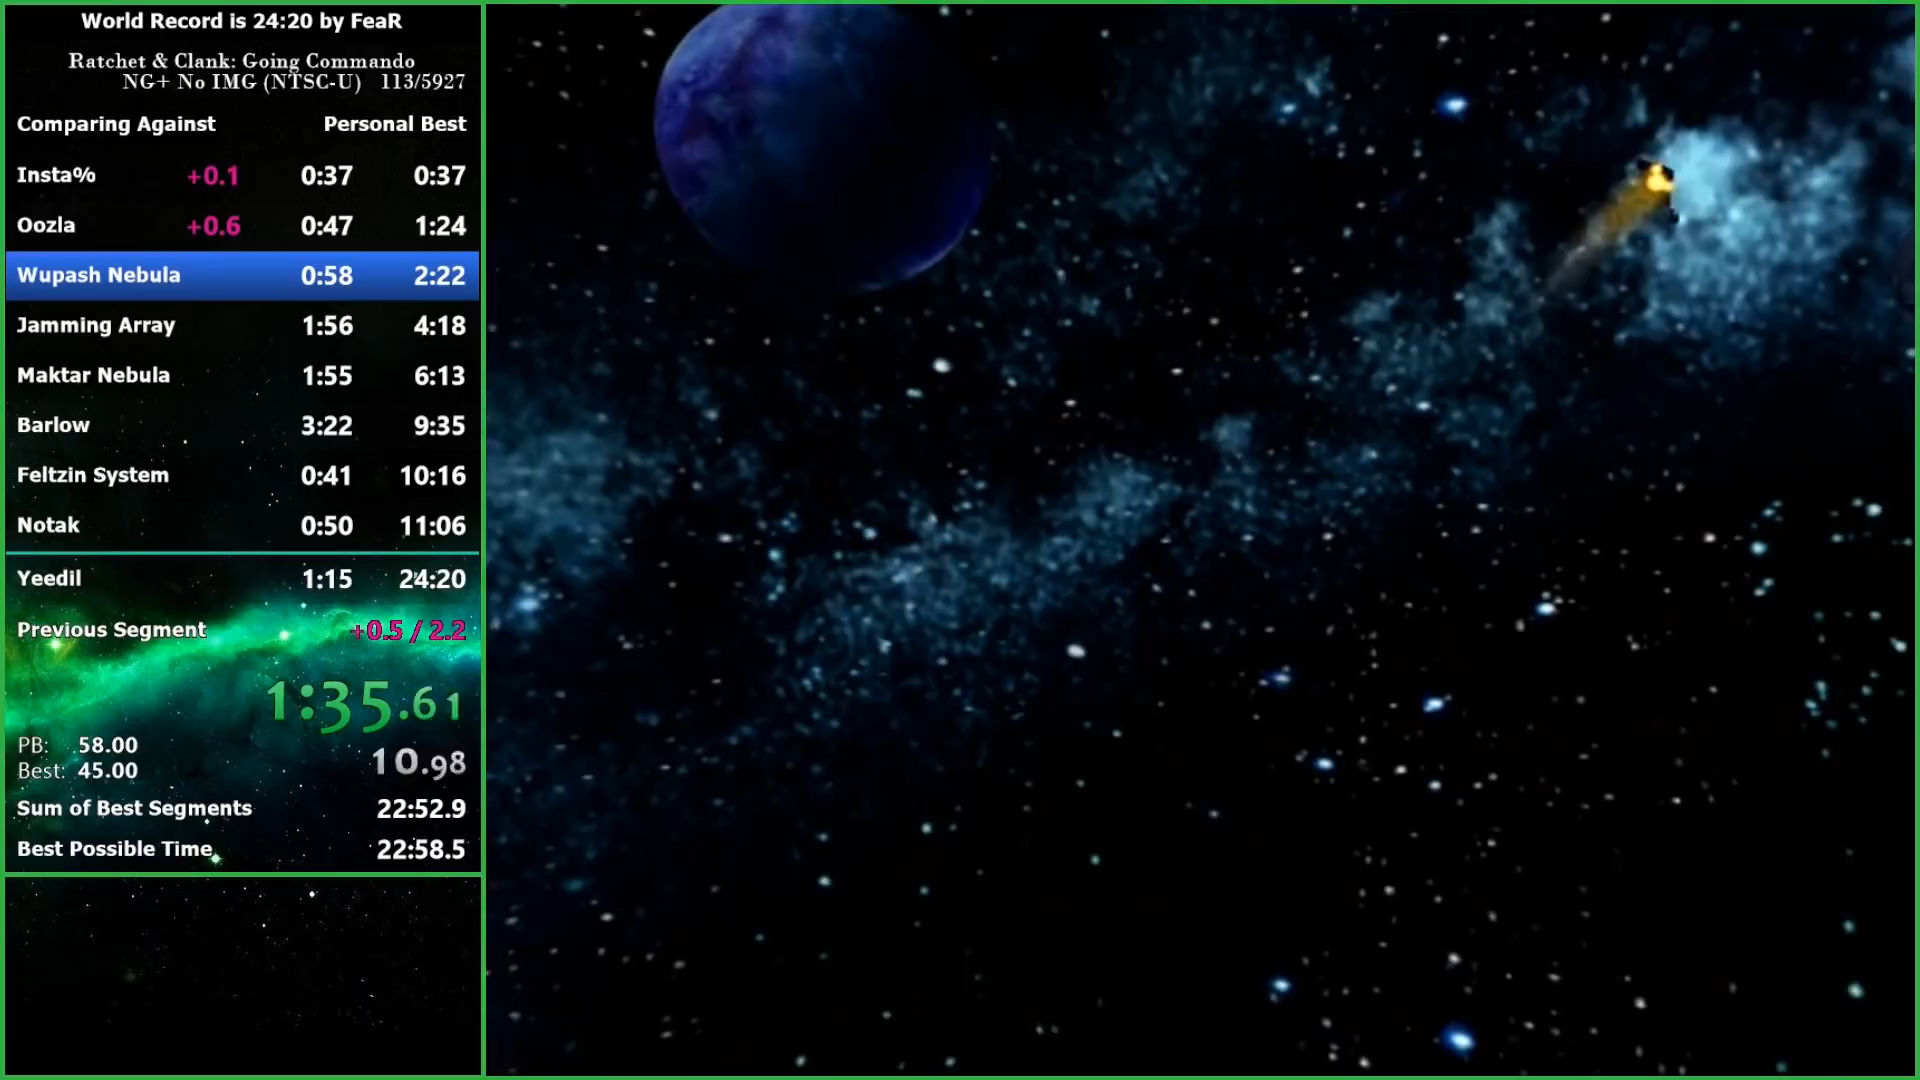 World Record is 24:20 by FeaR
Ratchet & Clank: Going Commando
NG+ No IMG (NTSC-U) 113/5927
Comparing Against Personal Best
Insta% +0.1 0:37 0:37
Oozla +0.6 0:47 1:24
Wupash Nebula 0:58 2:22
Jamming Array 1:56 4:18
Maktar Nebula 1:55 6:13
Barlow 3:22 9:35
Feltzin System 0:41 10:16
Notak 0:50 11:06
Yeedil 1:15 24:20
Previous Segment +0.5 / 2.2
1:35.61
PB: 58.00
Best: 45.00
10.98
Sum of Best Segments 22:52.9
Best Possible Time 22:58.5